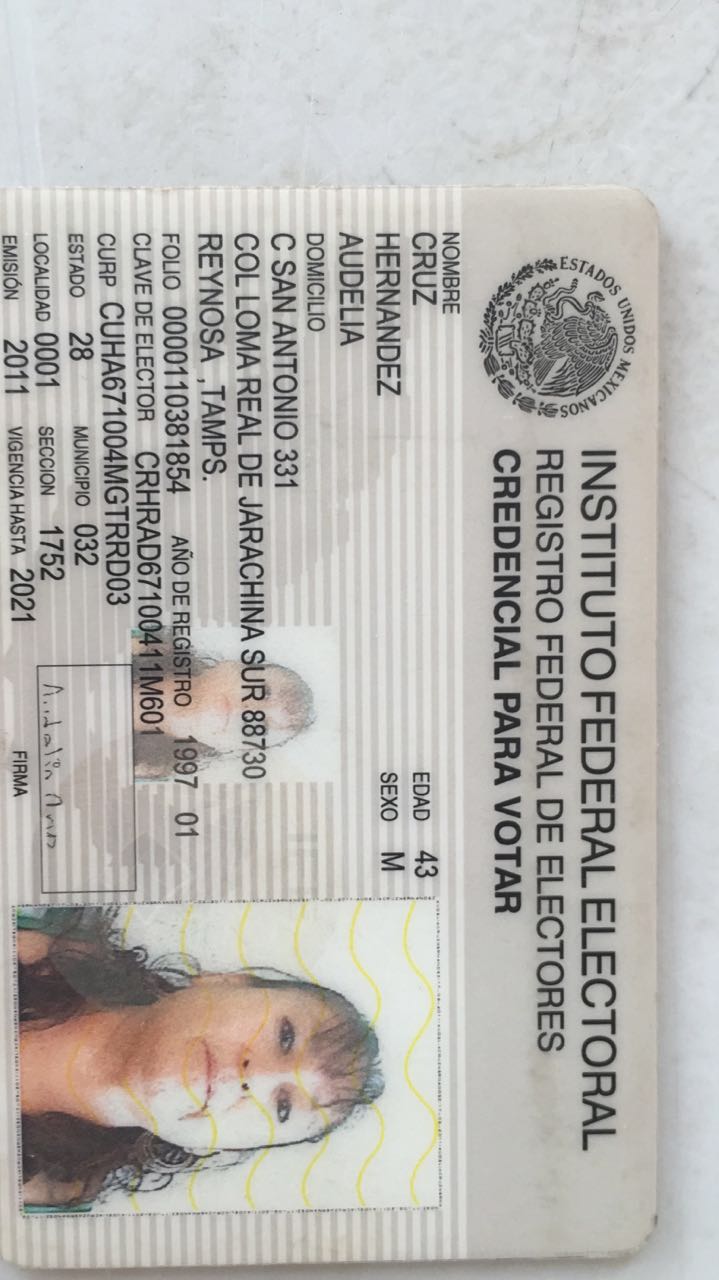 ESTADOS UNIDOS MEXICANOS
INSTITUTO FEDERAL ELECTORAL
REGISTRO FEDERAL DE ELECTORES
CREDENCIAL PARA VOTAR
NOMBRE
CRUZ
HERNANDEZ
AUDELIA
EDAD 43
SEXO M
DOMICILIO
C SAN ANTONIO 331
COL LOMA REAL DE JARACHINA SUR 88730
REYNOSA ,TAMPS.
FOLIO 0000110381854 AÑO DE REGISTRO 1997 01
CLAVE DE ELECTOR CRHRAD67100411M601
CURP CUHA671004MGTRRD03
ESTADO 28 MUNICIPIO 032
LOCALIDAD 0001 SECCION 1752
EMISIÓN 2011 VIGENCIA HASTA 2021
FIRMA